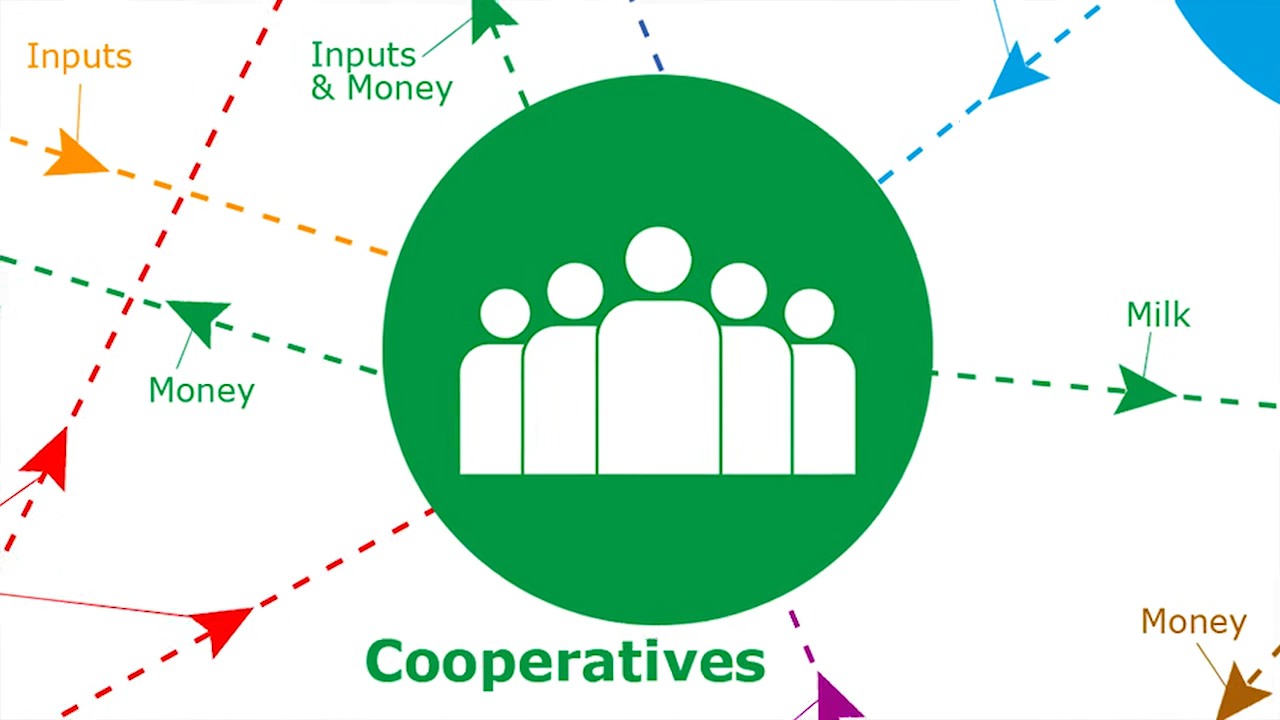 Inputs
Inputs
& Money
Milk
Money
Money
Cooperatives